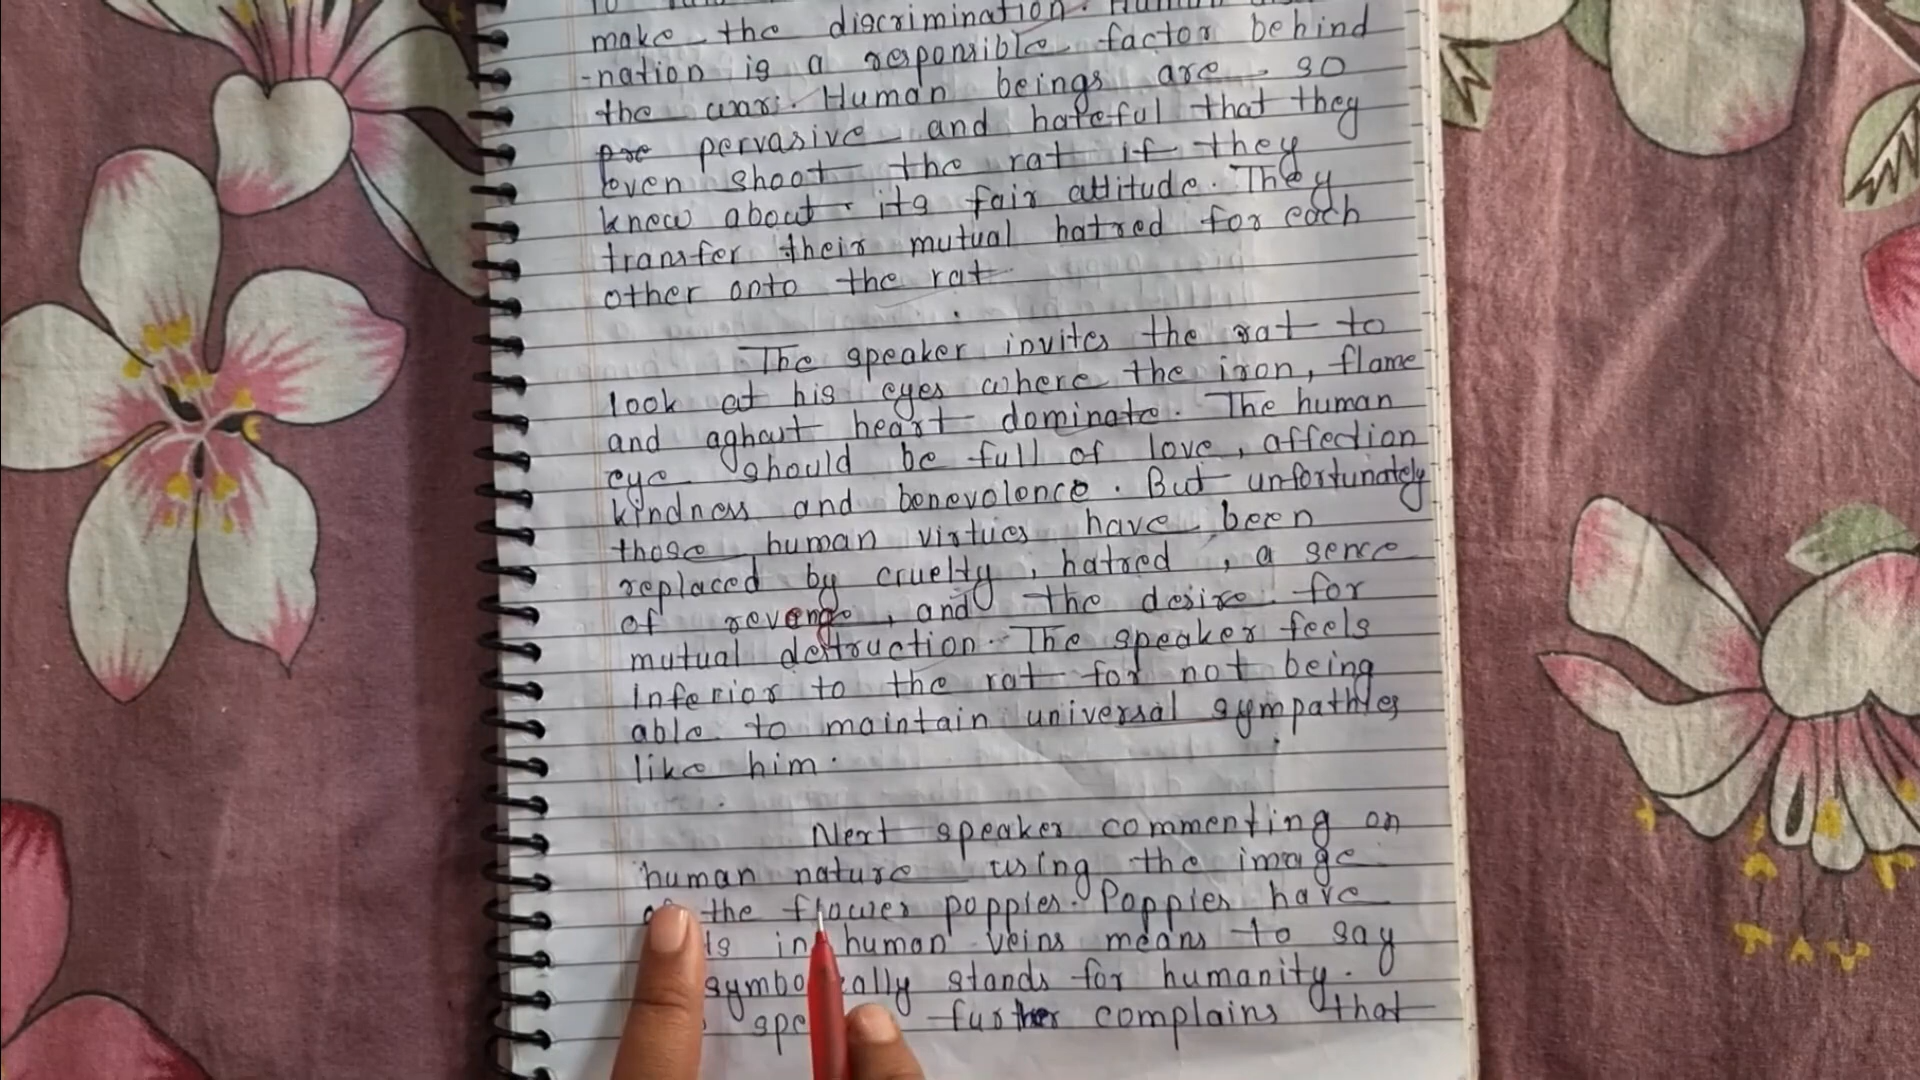 make the discrimination. Human
-nation is a responsible factor behind
the war. Human beings are so
pervasive and hateful that they
even shoot the rat if they
knew about its fair attitude. They
transfer their mutual hatred for each
other onto the rat
The speaker invites the rat to
look at his eyes where the iron, flame
and aghast heart dominate. The human
eye should be full of love, affection
kindness and benevolence. But unfortunately
those human virtues have been
replaced by cruelty, hatred, a sence
of revenge, and the desire for
mutual destruction. The speaker feels
Inferior to the rat for not being
able to maintain universal sympathies
like him.
Next speaker commenting on
human nature using the image
the flower poppies. Poppies have
in human veins means to say
symbolically stands for humanity.
further complains that